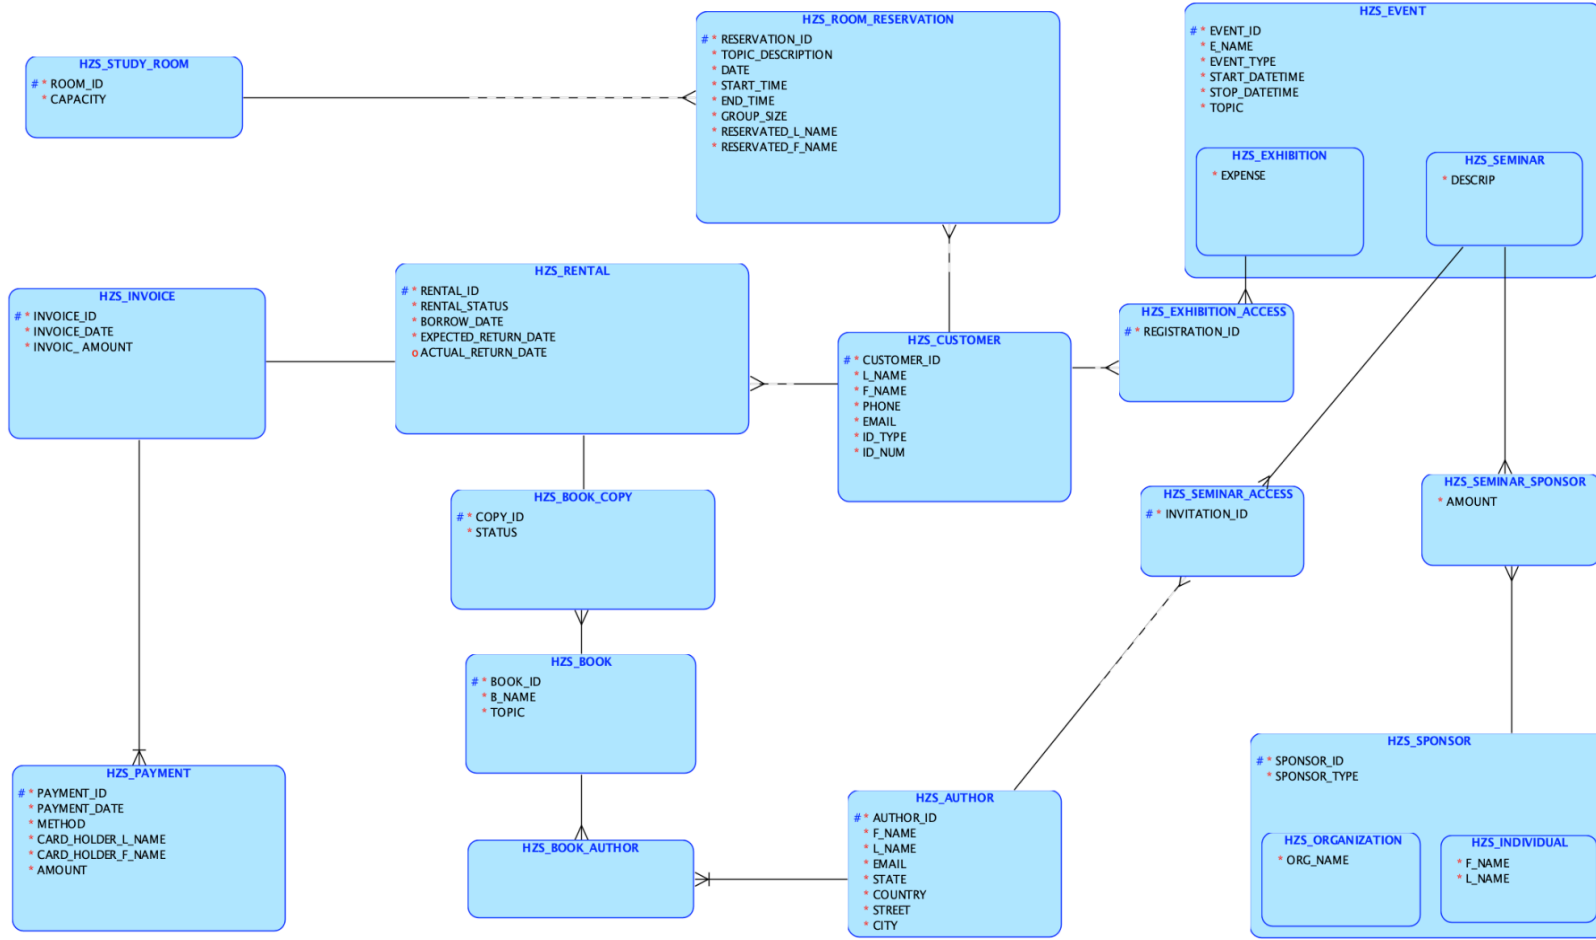 HZS_STUDY_ROOM
# * ROOM_ID
* CAPACITY
HZS_ROOM_RESERVATION
# * RESERVATION_ID
* TOPIC_DESCRIPTION
* DATE
* START_TIME
* END_TIME
* GROUP_SIZE
* RESERVATED_L_NAME
* RESERVATED_F_NAME
HZS_EVENT
# * EVENT_ID
* E_NAME
* EVENT_TYPE
* START_DATETIME
* STOP_DATETIME
* TOPIC
HZS_EXHIBITION
* EXPENSE
HZS_SEMINAR
* DESCRIP
HZS_INVOICE
# * INVOICE_ID
* INVOICE_DATE
* INVOIC_ AMOUNT
HZS_RENTAL
# * RENTAL_ID
* RENTAL_STATUS
* BORROW_DATE
* EXPECTED_RETURN_DATE
o ACTUAL_RETURN_DATE
HZS_CUSTOMER
# * CUSTOMER_ID
* L_NAME
* F_NAME
* PHONE
* EMAIL
* ID_TYPE
* ID_NUM
HZS_EXHIBITION_ACCESS
# * REGISTRATION_ID
HZS_BOOK_COPY
# * COPY_ID
* STATUS
HZS_SEMINAR_ACCESS
# * INVITATION_ID
HZS_SEMINAR_SPONSOR
* AMOUNT
HZS_BOOK
# * BOOK_ID
* B_NAME
* TOPIC
HZS_PAYMENT
# * PAYMENT_ID
* PAYMENT_DATE
* METHOD
* CARD_HOLDER_L_NAME
* CARD_HOLDER_F_NAME
* AMOUNT
HZS_BOOK_AUTHOR
HZS_AUTHOR
# * AUTHOR_ID
* F_NAME
* L_NAME
* EMAIL
* STATE
* COUNTRY
* STREET
* CITY
HZS_SPONSOR
# * SPONSOR_ID
* SPONSOR_TYPE
HZS_ORGANIZATION
* ORG_NAME
HZS_INDIVIDUAL
* F_NAME
* L_NAME